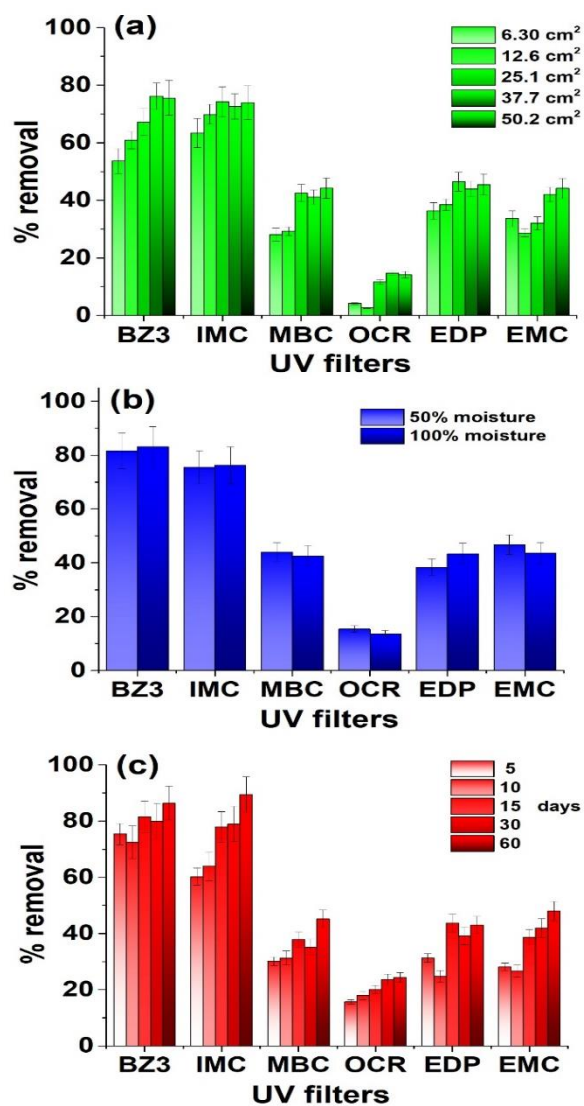 (a)
6.30 cm²
12.6 cm²
25.1 cm²
37.7 cm²
50.2 cm²
100
80
60
40
20
0
% removal
BZ3 IMC MBC OCR EDP EMC
UV filters
(b)
50% moisture
100% moisture
100
80
60
40
20
0
% removal
BZ3 IMC MBC OCR EDP EMC
UV filters
(c)
5
10
15 days
30
60
100
80
60
40
20
0
% removal
BZ3 IMC MBC OCR EDP EMC
UV filters